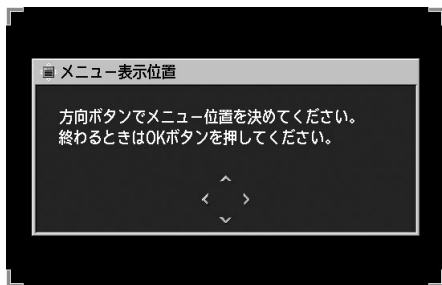 メニュー表示位置
方向ボタンでメニュー位置を決めてください。
終わるときはOKボタンを押してください。